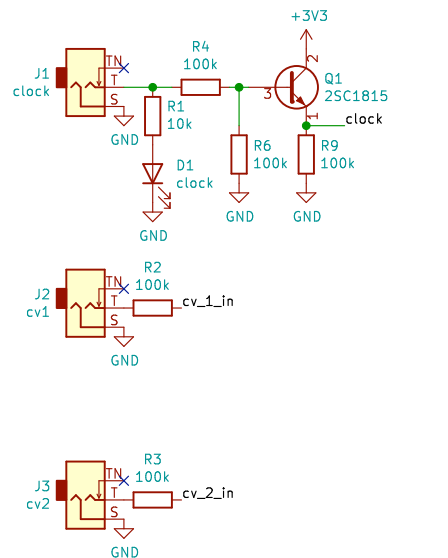 +3V3
J1
clock
TN
T
S
GND
R4
100k
R1
10k
D1
clock
GND
R6
100k
GND
3
2
1
Q1
2SC1815
clock
R9
100k
GND
J2
cv1
TN
T
S
GND
R2
100k
cv_1_in
J3
cv2
TN
T
S
GND
R3
100k
cv_2_in